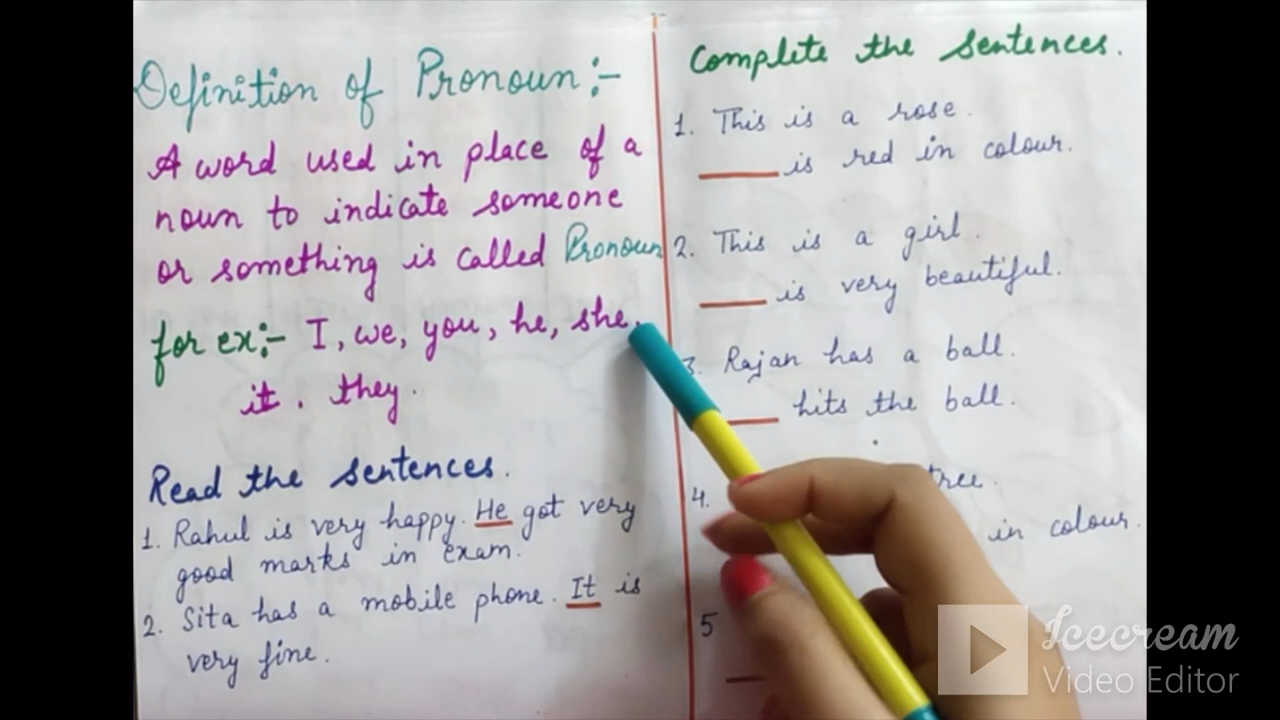 Definition of Pronoun:-
A word used in place of a
noun to indicate someone
or something is called Pronoun
for ex:- I, we, you, he, she,
it, they.
Read the sentences.
1. Rahul is very happy. He got very
good marks in exam.
2. Sita has a mobile phone. It is
very fine.
Complete the sentences.
1. This is a rose.
____ is red in colour.
2. This is a girl.
____ is very beautiful.
3. Rajan has a ball.
____ hits the ball.
4. tree.
in colour.
5.
Icecream
Video Editor